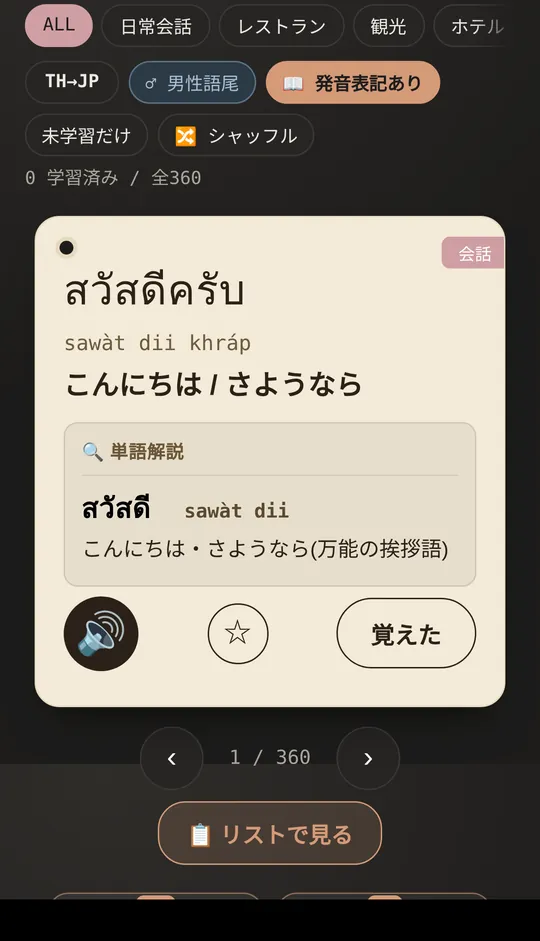 ALL 日常会話 レストラン 観光 ホテル
TH→JP ♂ 男性語尾 📖 発音表記あり
未学習だけ 🔀 シャッフル
0 学習済み / 全360
会話
สวัสดีครับ
sawàt dii khráp
こんにちは / さようなら
🔍 単語解説
สวัสดี sawàt dii
こんにちは・さようなら(万能の挨拶語)
🔊 ☆ 覚えた
‹ 1 / 360 ›
📋 リストで見る